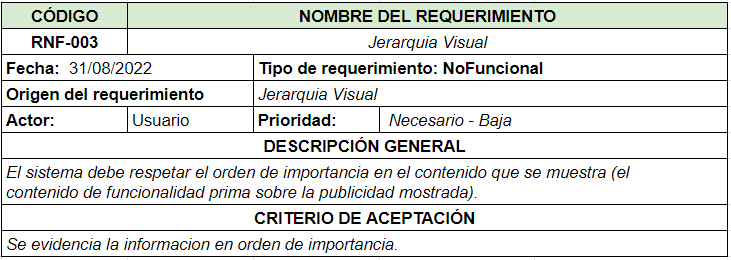 CÓDIGO NOMBRE DEL REQUERIMIENTO
RNF-003 Jerarquia Visual
Fecha: 31/08/2022 Tipo de requerimiento: NoFuncional
Origen del requerimiento Jerarquia Visual
Actor: Usuario Prioridad: Necesario - Baja
DESCRIPCIÓN GENERAL
El sistema debe respetar el orden de importancia en el contenido que se muestra (el
contenido de funcionalidad prima sobre la publicidad mostrada).
CRITERIO DE ACEPTACIÓN
Se evidencia la informacion en orden de importancia.